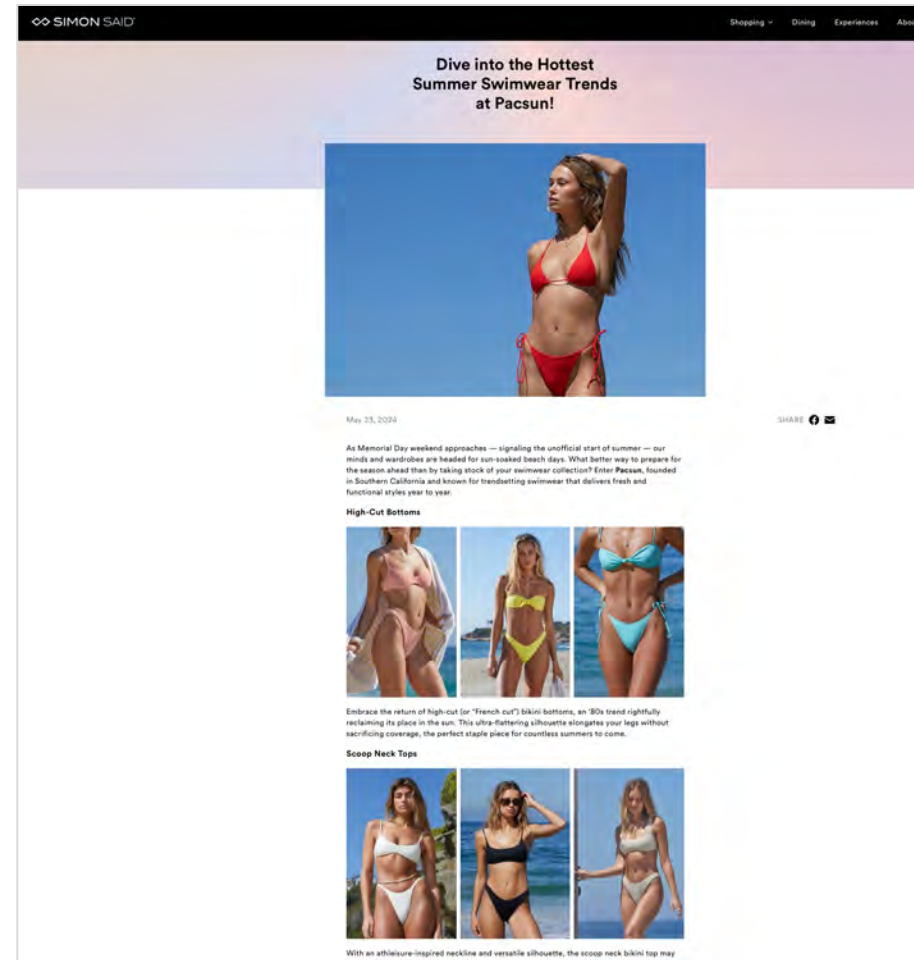 SIMON SAID
Shopping Dining Experiences Abou
Dive into the Hottest
Summer Swimwear Trends
at Pacsun!
May 23, 2024
SHARE
As Memorial Day weekend approaches — signaling the unofficial start of summer — our
minds and wardrobes are headed for sun-soaked beach days. What better way to prepare for
the season ahead than by taking stock of your swimwear collection? Enter Pacsun, founded
in Southern California and known for trendsetting swimwear that delivers fresh and
functional styles year to year.
High-Cut Bottoms
Embrace the return of high-cut (or "French cut") bikini bottoms, an '80s trend rightfully
reclaiming its place in the sun. This ultra-flattering silhouette elongates your legs without
sacrificing coverage, the perfect staple piece for countless summers to come.
Scoop Neck Tops
With an athleisure-inspired neckline and versatile silhouette, the scoop neck bikini top may